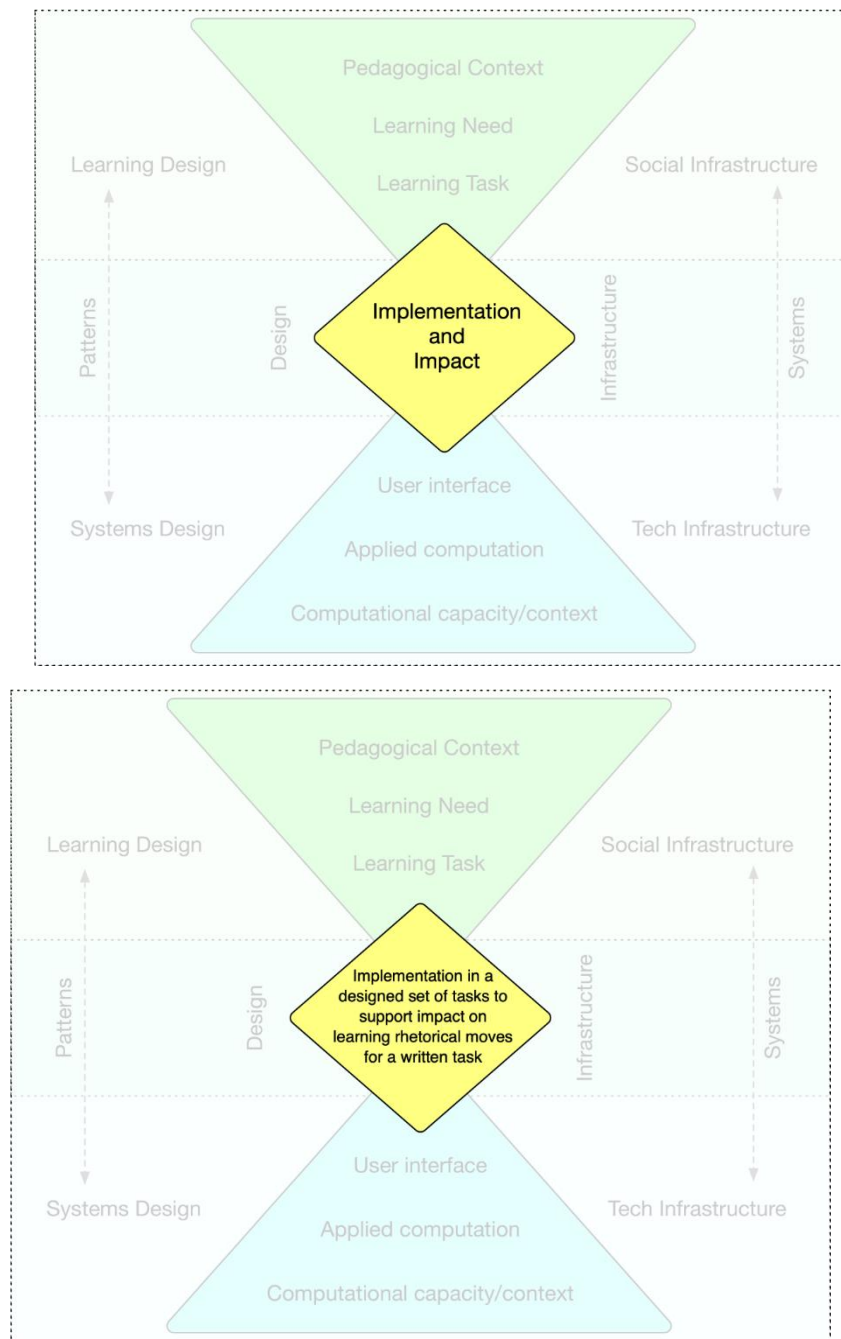 Pedagogical Context
Learning Need
Learning Design
Social Infrastructure
Learning Task
Patterns
Design
Implementation
and
Impact
Infrastructure
Systems
User interface
Systems Design
Tech Infrastructure
Applied computation
Computational capacity/context
Pedagogical Context
Learning Need
Learning Design
Social Infrastructure
Learning Task
Patterns
Design
Implementation in a
designed set of tasks to
support impact on
learning rhetorical moves
for a written task
Infrastructure
Systems
User interface
Systems Design
Tech Infrastructure
Applied computation
Computational capacity/context